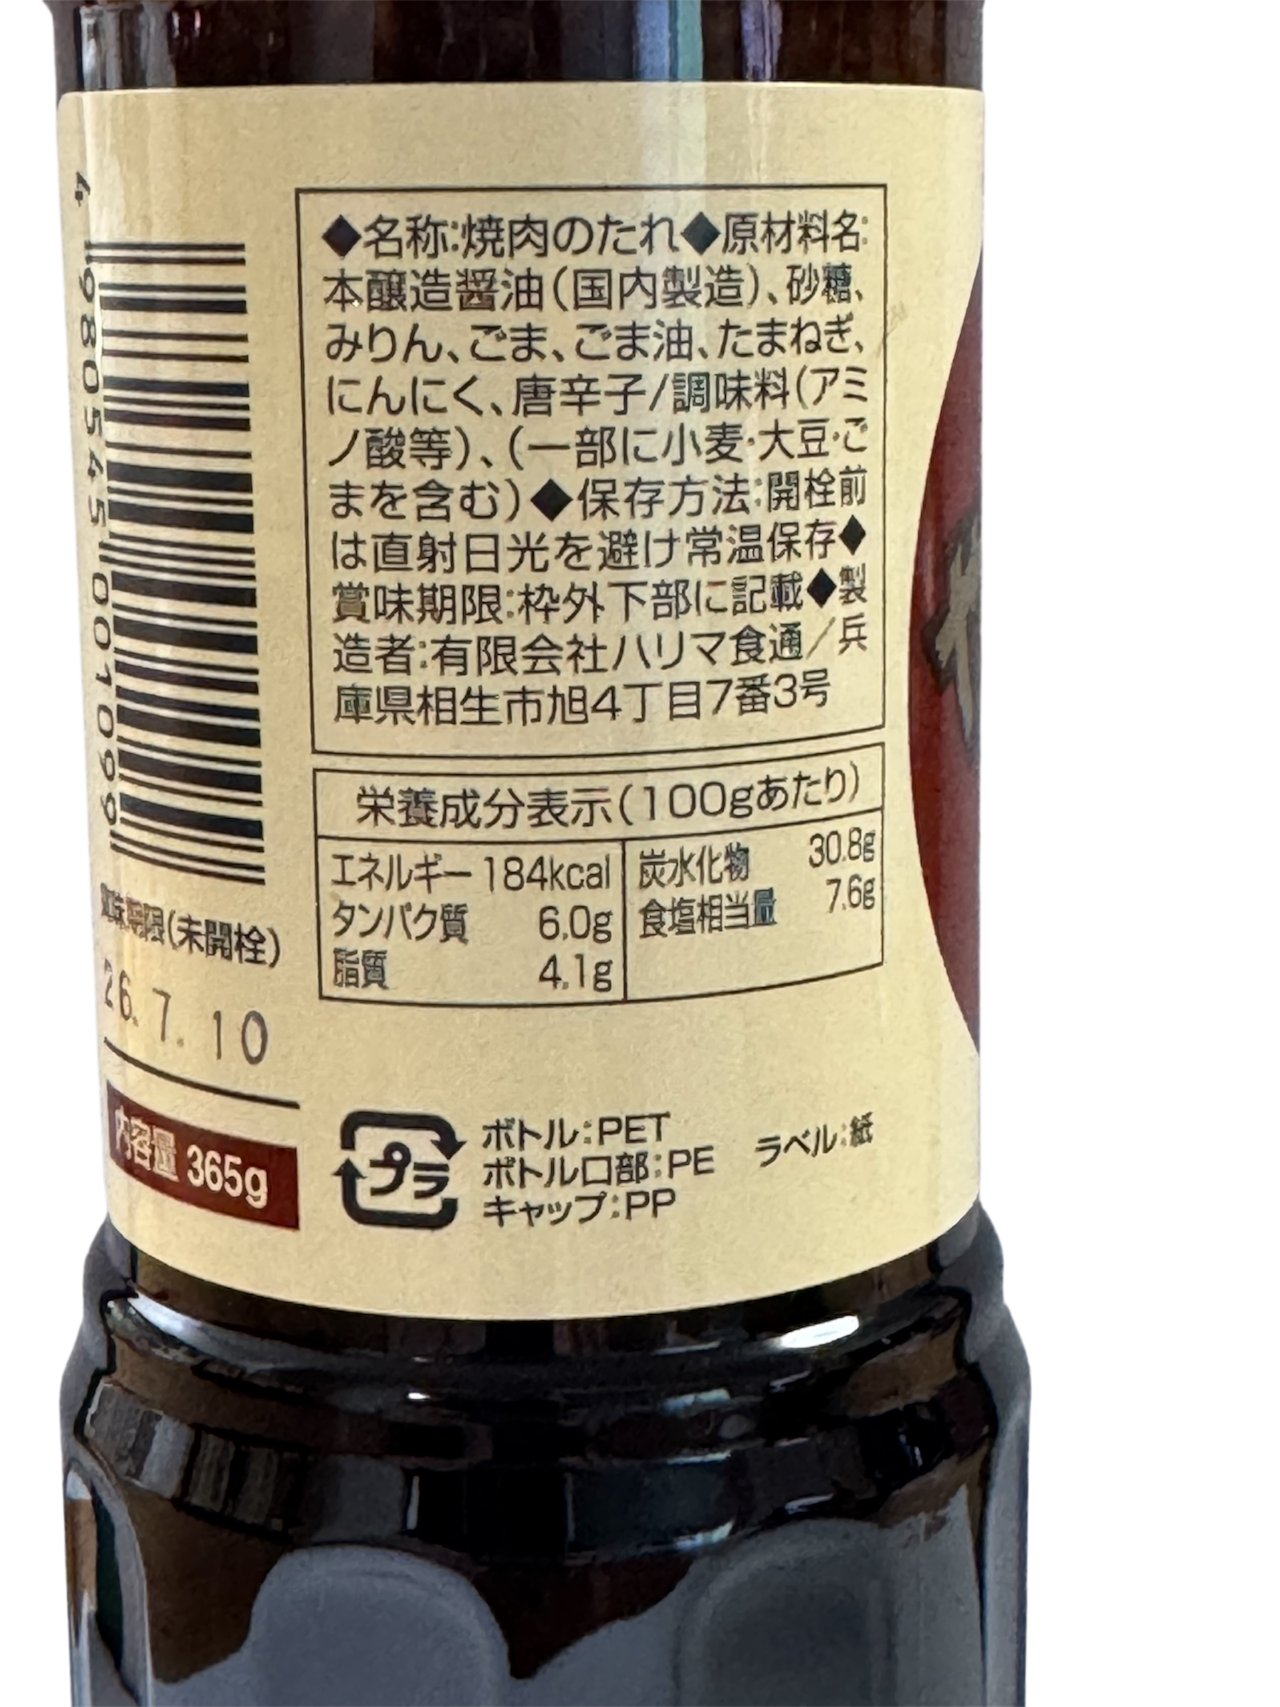 ◆名称:焼肉のたれ◆原材料名:
本醸造醤油(国内製造)、砂糖、
みりん、ごま、ごま油、たまねぎ、
にんにく、唐辛子/調味料(アミ
ノ酸等)、(一部に小麦・大豆・ご
まを含む)◆保存方法:開栓前
は直射日光を避け常温保存◆
賞味期限:枠外下部に記載◆製
造者:有限会社ハリマ食通/兵
庫県相生市旭4丁目7番3号
栄養成分表示(100gあたり)
エネルギー 184kcal
タンパク質 6.0g
脂質 4.1g
炭水化物 30.8g
食塩相当量 7.6g
4 980545 001099
賞味期限(未開栓)
26.7.10
内容量 365g
プラ
ボトル:PET
ボトル口部:PE
キャップ:PP
ラベル:紙